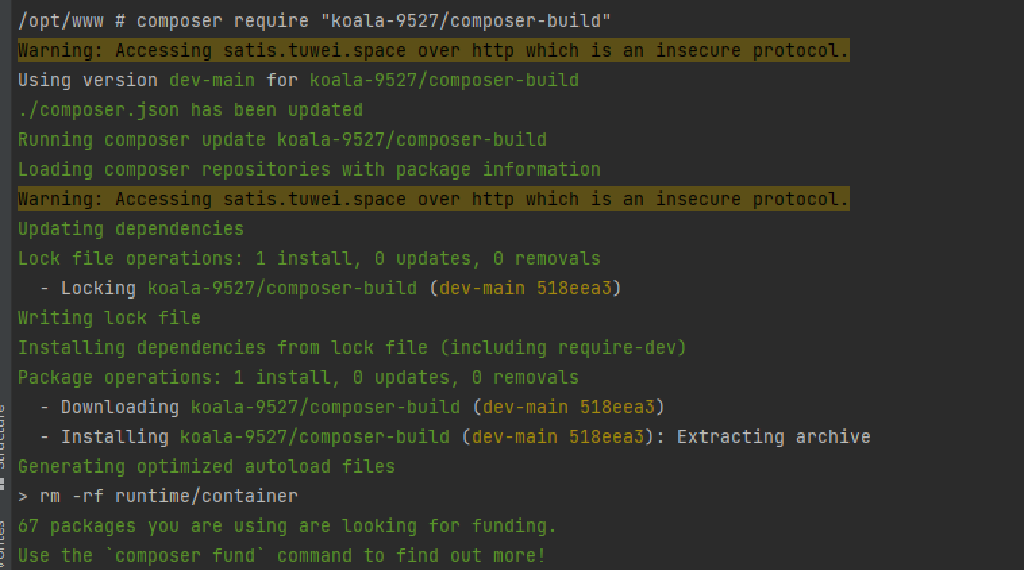 /opt/www # composer require "koala-9527/composer-build"
Warning: Accessing satis.tuwei.space over http which is an insecure protocol.
Using version dev-main for koala-9527/composer-build
./composer.json has been updated
Running composer update koala-9527/composer-build
Loading composer repositories with package information
Warning: Accessing satis.tuwei.space over http which is an insecure protocol.
Updating dependencies
Lock file operations: 1 install, 0 updates, 0 removals
  - Locking koala-9527/composer-build (dev-main 518eea3)
Writing lock file
Installing dependencies from lock file (including require-dev)
Package operations: 1 install, 0 updates, 0 removals
  - Downloading koala-9527/composer-build (dev-main 518eea3)
  - Installing koala-9527/composer-build (dev-main 518eea3): Extracting archive
Generating optimized autoload files
> rm -rf runtime/container
67 packages you are using are looking for funding.
Use the `composer fund` command to find out more!